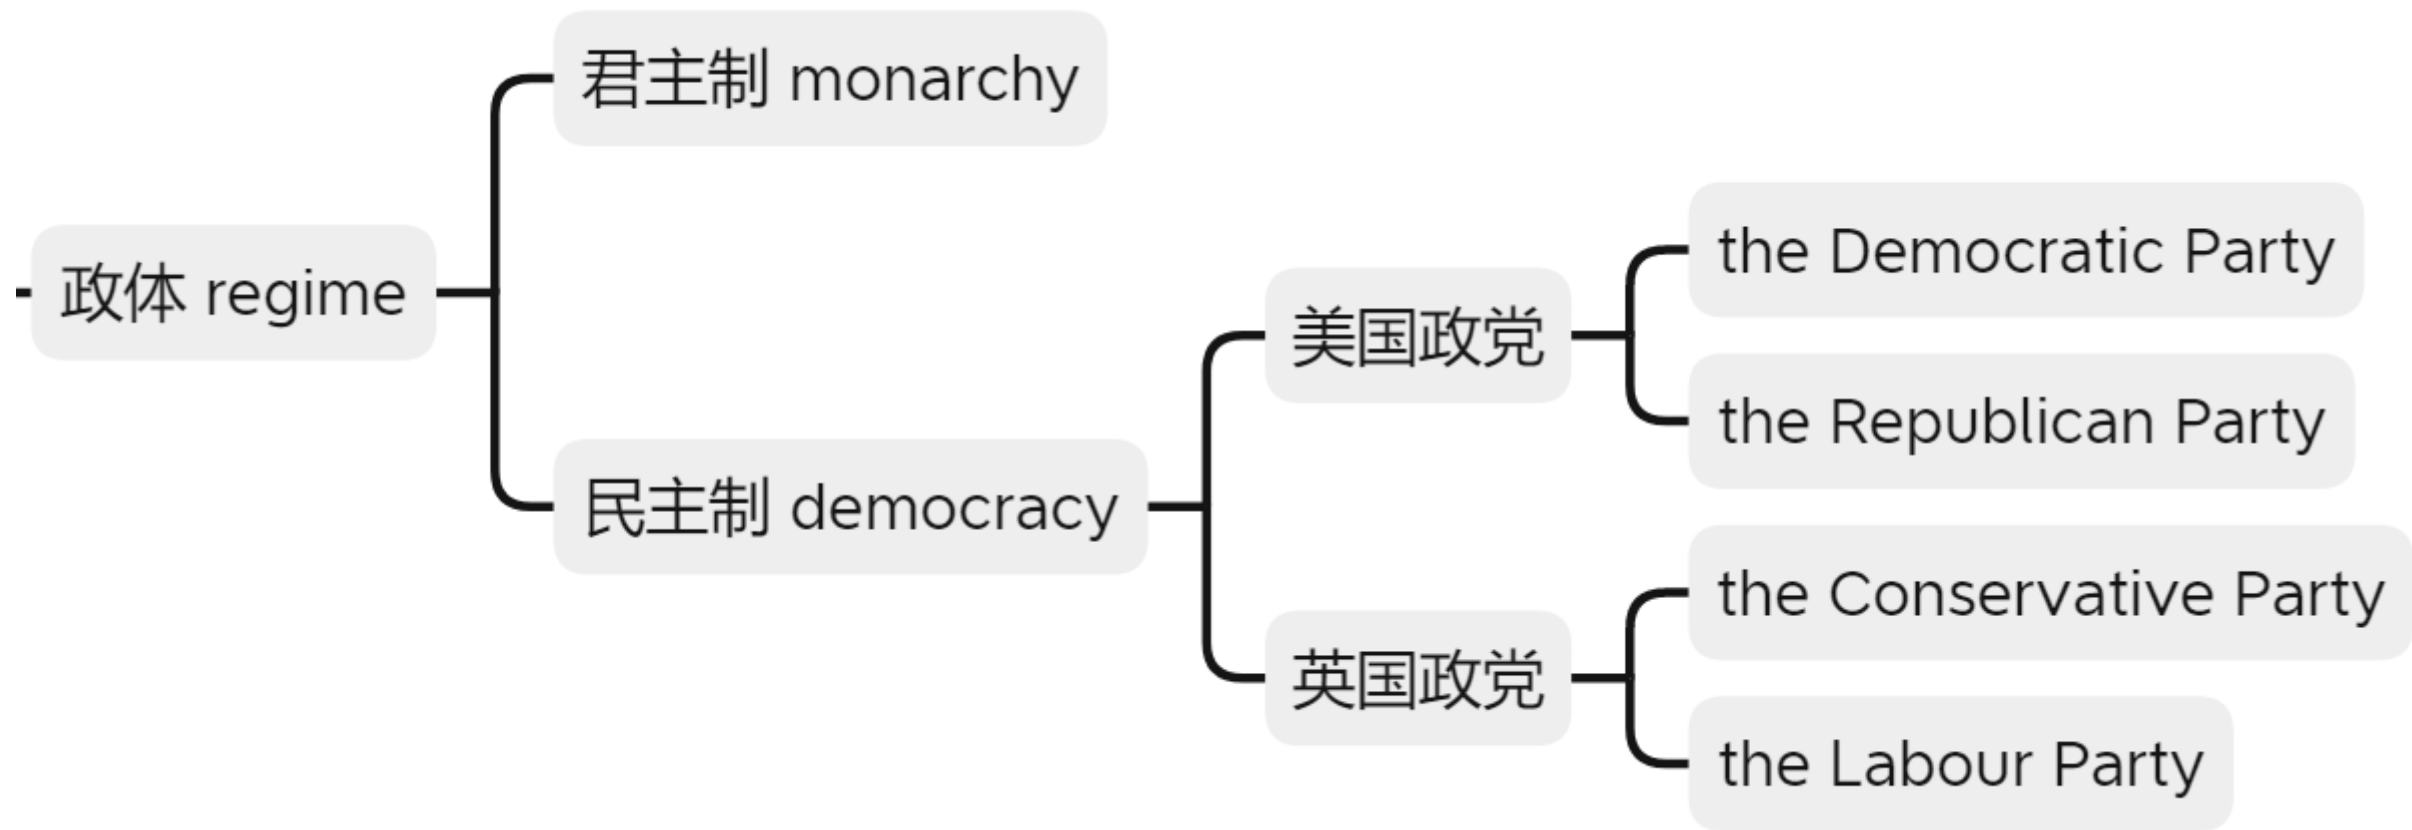 政体 regime
君主制 monarchy
民主制 democracy
美国政党
the Democratic Party
the Republican Party
英国政党
the Conservative Party
the Labour Party